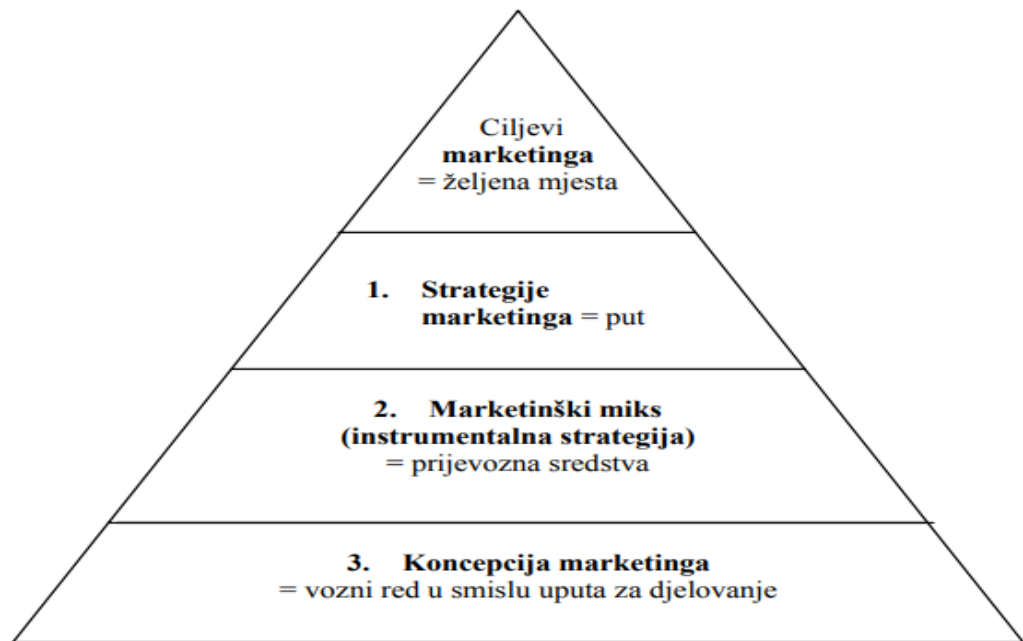 Ciljevi
marketinga
= željena mjesta
1. Strategije
marketinga = put
2. Marketinški miks
(instrumentalna strategija)
= prijevozna sredstva
3. Koncepcija marketinga
= vozni red u smislu uputa za djelovanje